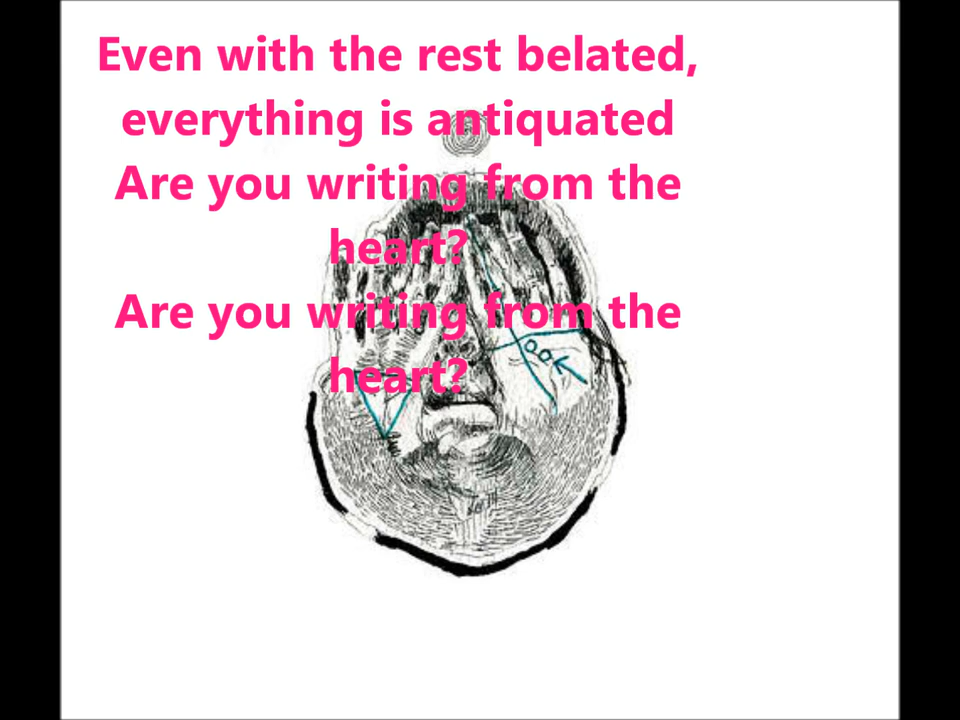 Even with the rest belated,
everything is antiquated
Are you writing from the
heart?
Are you writing from the
heart?